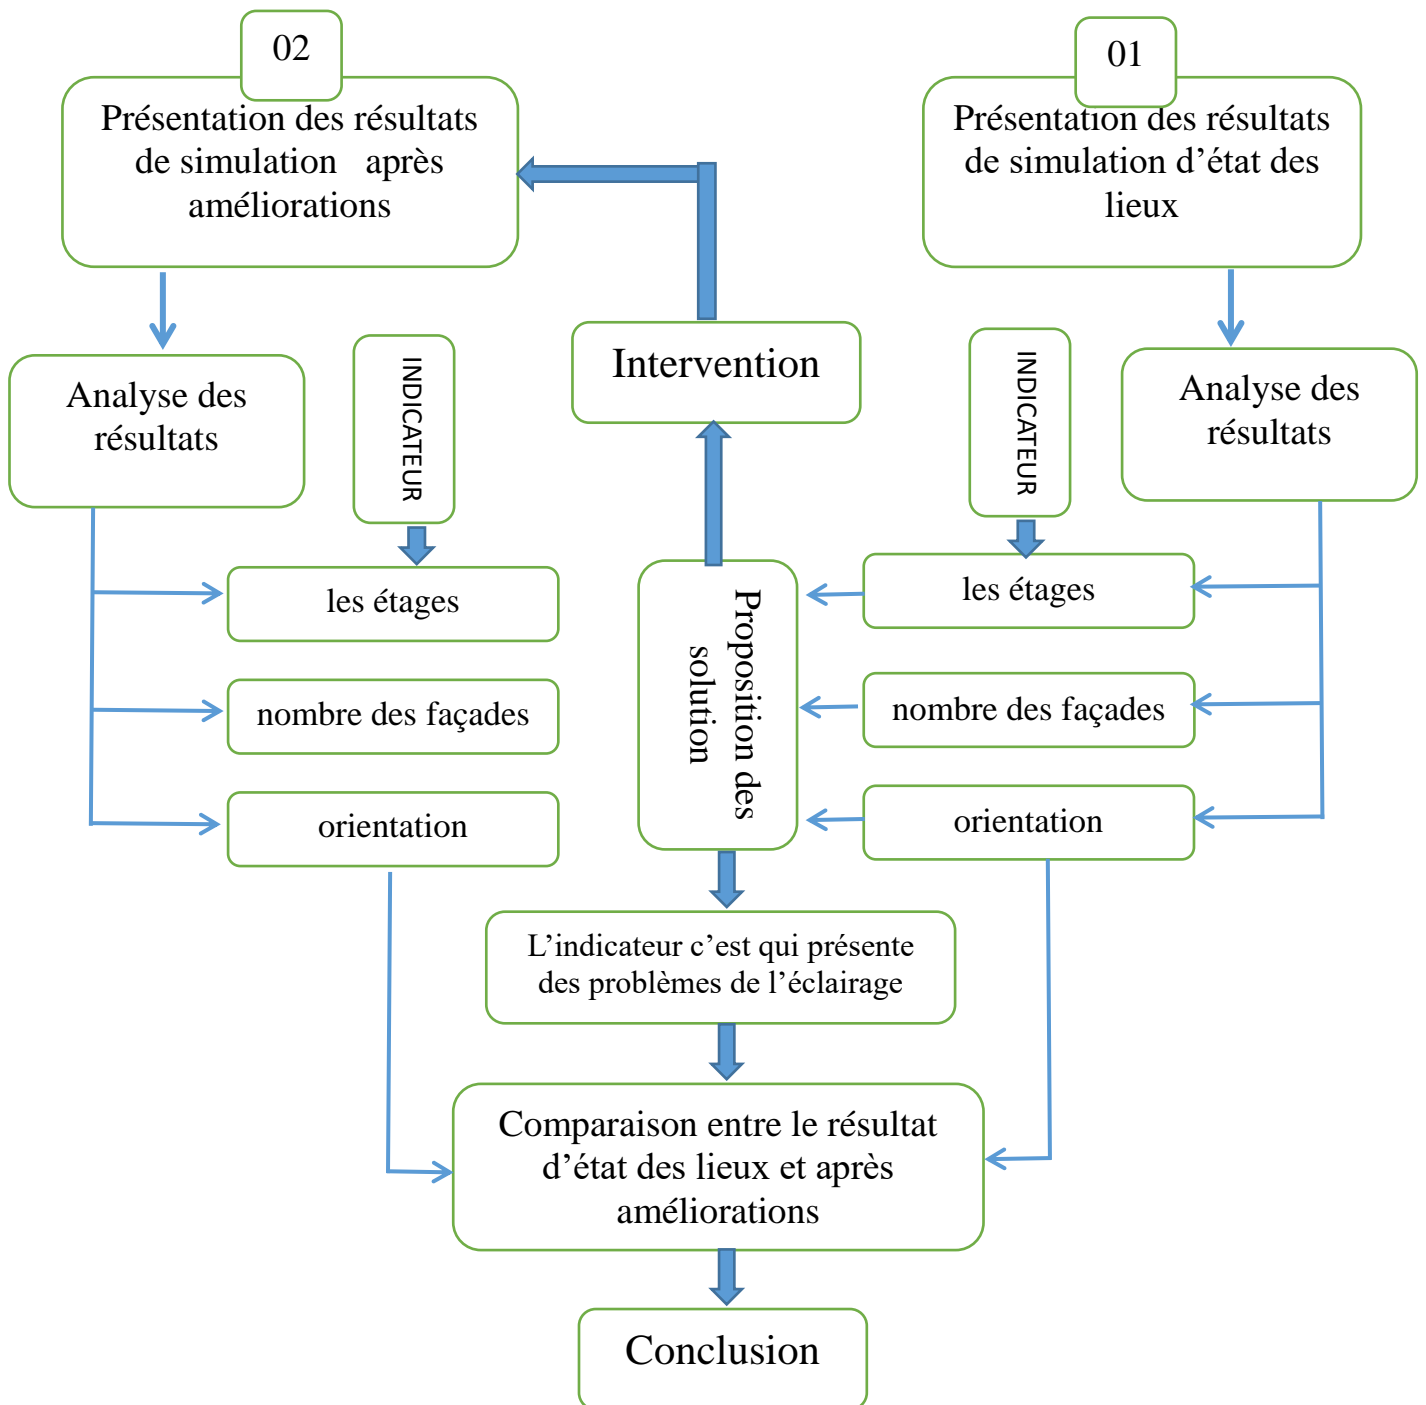 02
Présentation des résultats
de simulation après
améliorations
01
Présentation des résultats
de simulation d’état des
lieux
Intervention
Analyse des
résultats
INDICATEUR
INDICATEUR
Analyse des
résultats
les étages
nombre des façades
orientation
Proposition des
solution
les étages
nombre des façades
orientation
L’indicateur c’est qui présente
des problèmes de l’éclairage
Comparaison entre le résultat
d’état des lieux et après
améliorations
Conclusion